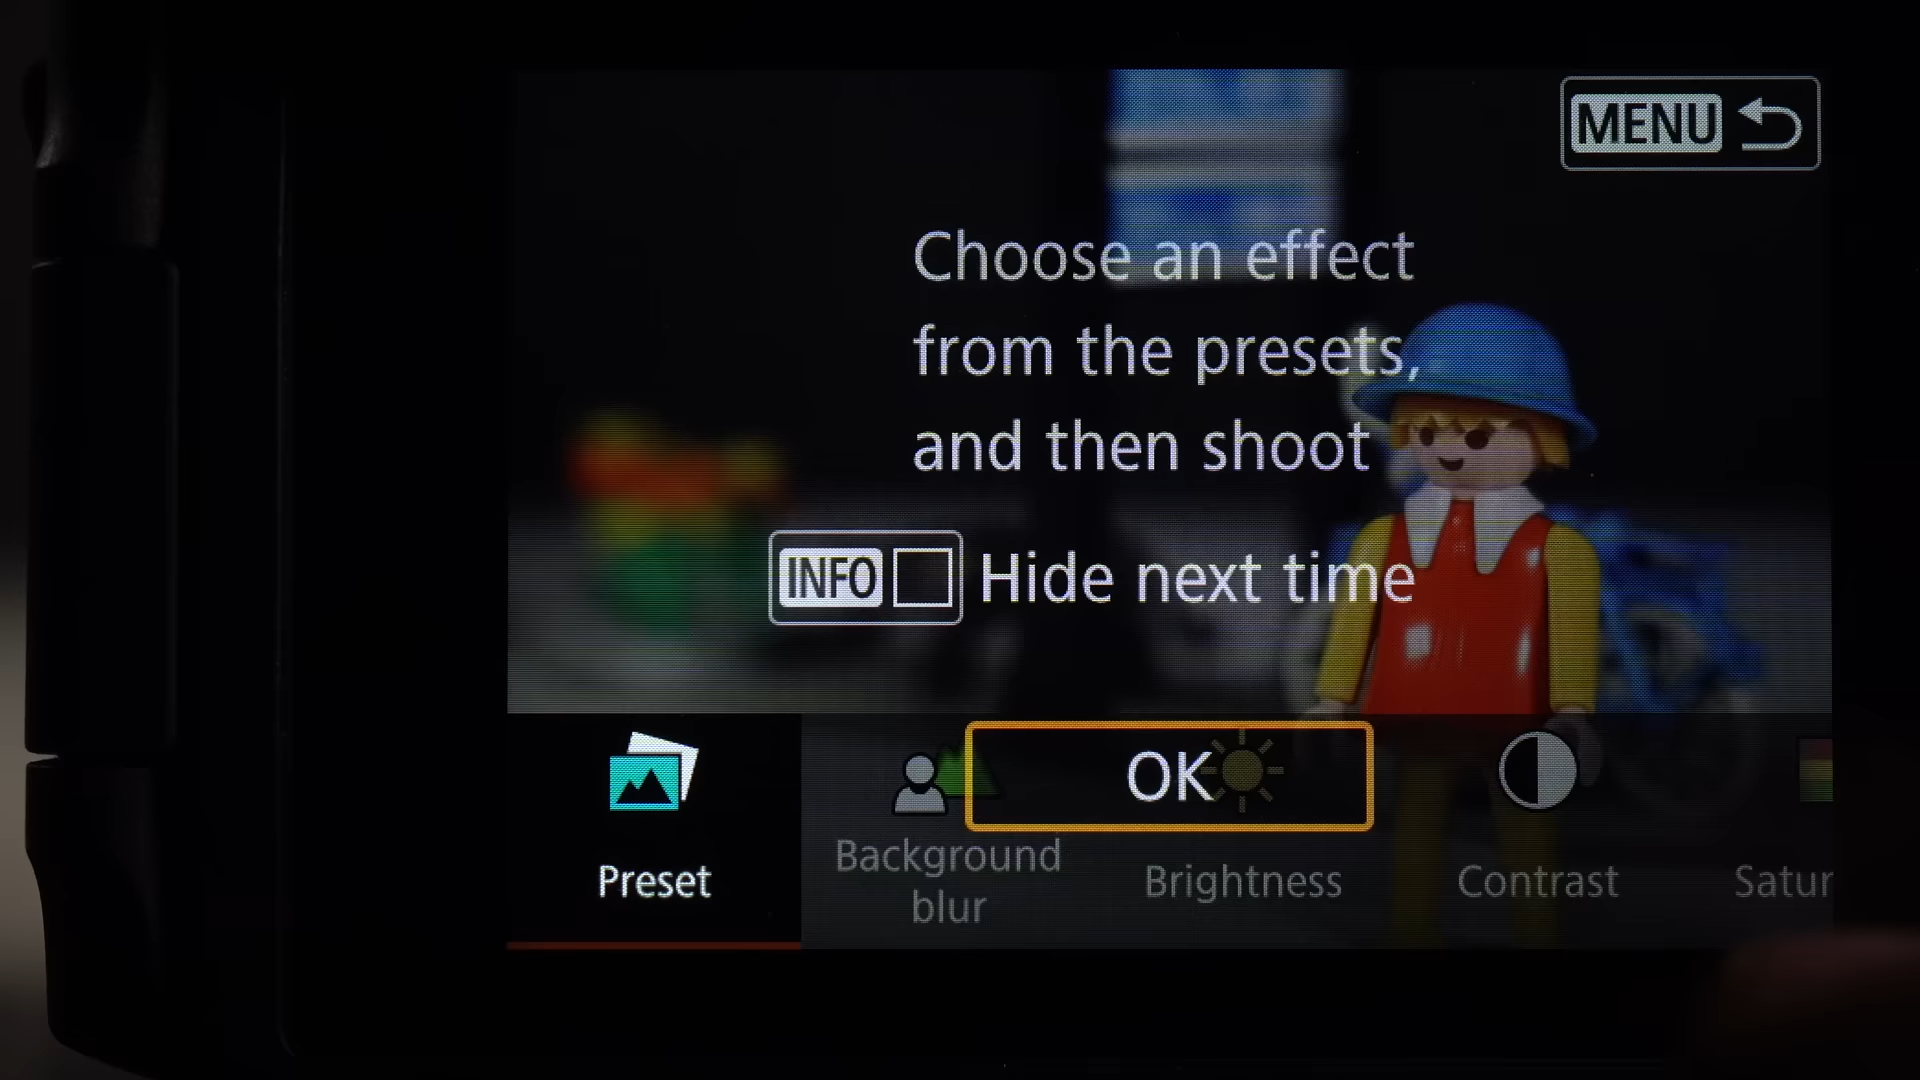 MENU
Choose an effect
from the presets,
and then shoot
INFO Hide next time
OK
Preset
Background
blur
Brightness
Contrast
Satur